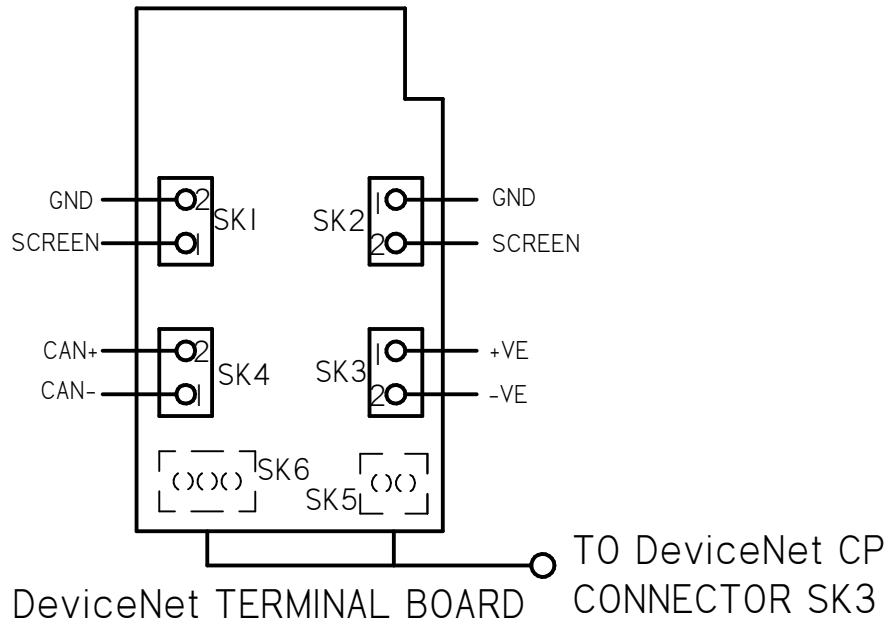 GND 2 SK1 1 GND
SCREEN 1 SK2 2 SCREEN
CAN+ 2 SK4 1 +VE
CAN- 1 SK3 2 -VE
SK6
SK5
TO DeviceNet CP
CONNECTOR SK3
DeviceNet TERMINAL BOARD